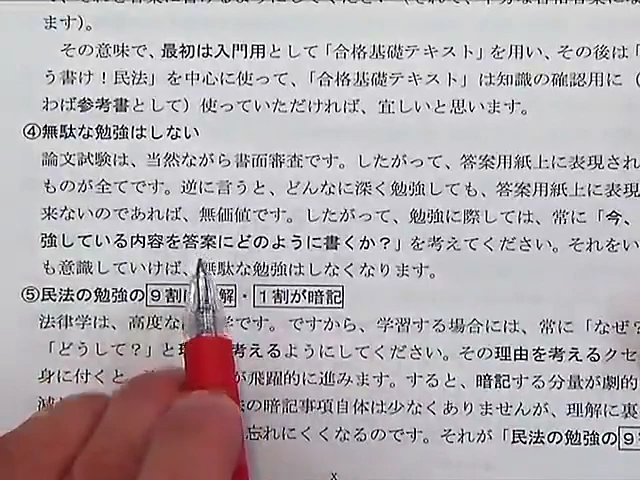 ます)。
その意味で、最初は入門用として「合格基礎テキスト」を用い、その後は「
う書け！民法」を中心に使って、「合格基礎テキスト」は知識の確認用に（
わば参考書として）使っていただければ、宜しいと思います。
④無駄な勉強はしない
論文試験は、当然ながら書面審査です。したがって、答案用紙上に表現され
ものが全てです。逆に言うと、どんなに深く勉強しても、答案用紙上に表現
来ないのであれば、無価値です。したがって、勉強に際しては、常に「今、
強している内容を答案にどのように書くか？」を考えてください。それをい
も意識していけば、無駄な勉強はしなくなります。
⑤民法の勉強の9割 解・1割が暗記
法律学は、高度な 学です。ですから、学習する場合には、常に「なぜ？
「どうして？」と 考えるようにしてください。その理由を考えるクセ
身に付くと、 が飛躍的に進みます。すると、暗記する分量が劇的
の暗記事項自体は少なくありませんが、理解に裏
忘れにくくなるのです。それが「民法の勉強の9
x